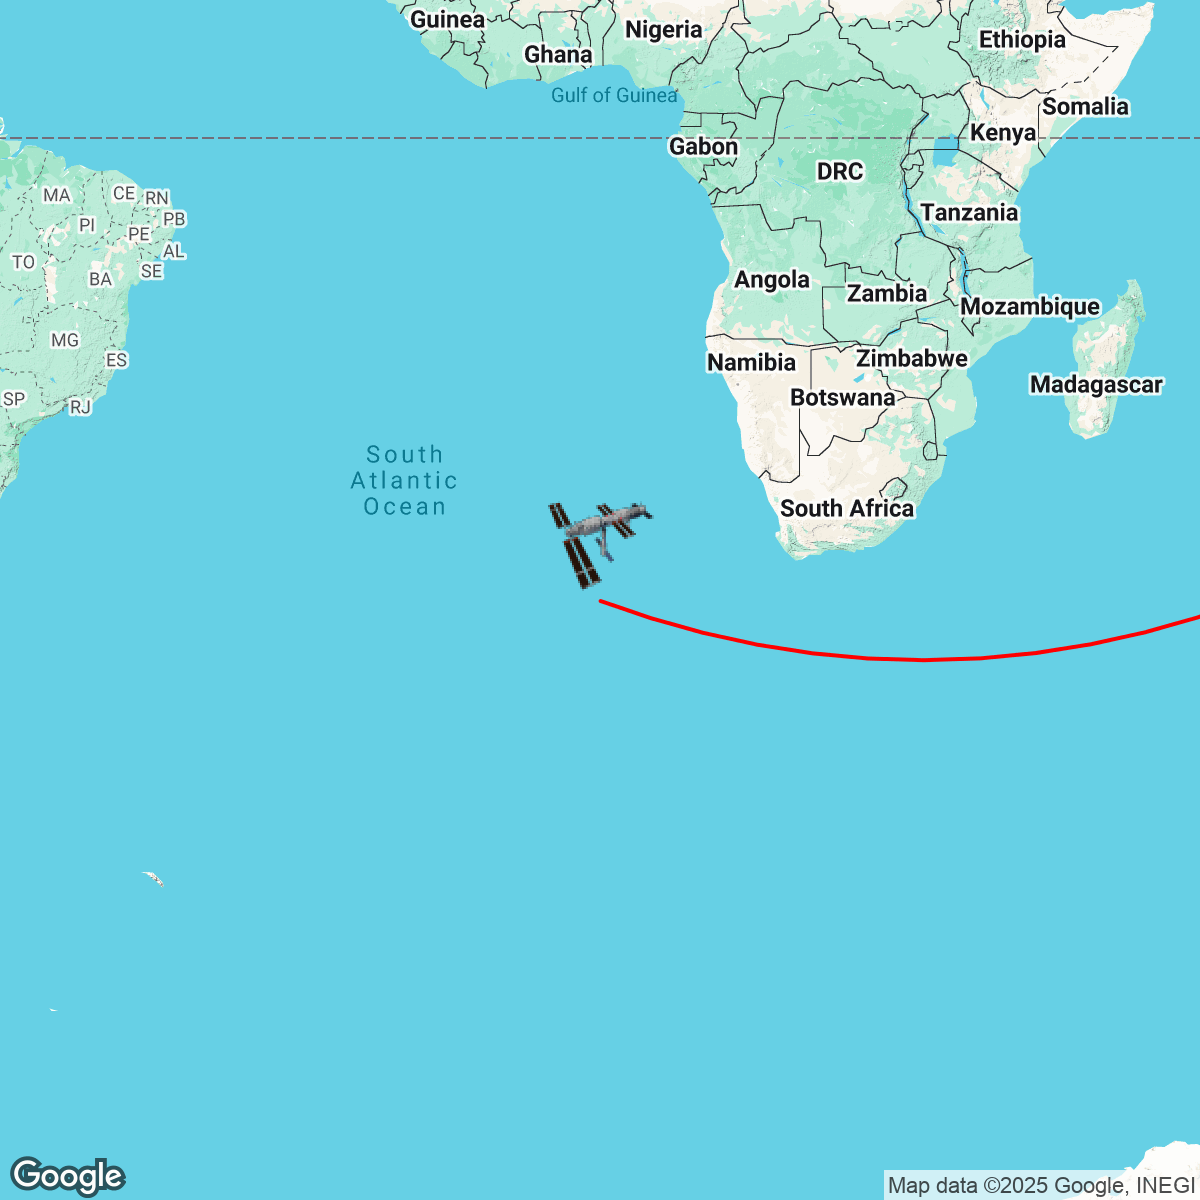 Guinea
Nigeria
Ethiopia
Ghana
Gulf of Guinea
Somalia
Kenya
Gabon
DRC
MA
CE
RN
PI
PB
PE
Tanzania
AL
TO
SE
BA
Angola
Zambia
Mozambique
MG
ES
Namibia
Zimbabwe
Madagascar
SP
RJ
Botswana
South
Atlantic
Ocean
South Africa
Google
Map data ©2025 Google, INEGI